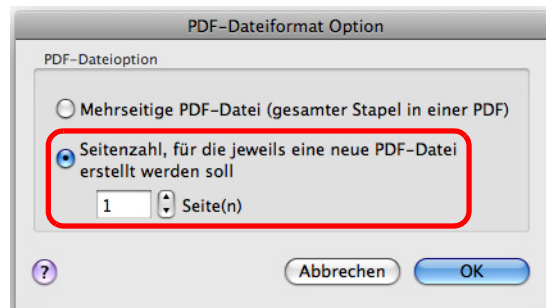 PDF-Dateiformat Option
PDF-Dateioption
Mehrseitige PDF-Datei (gesamter Stapel in einer PDF)
Seitenzahl, für die jeweils eine neue PDF-Datei
erstellt werden soll
1 Seite(n)
? Abbrechen OK